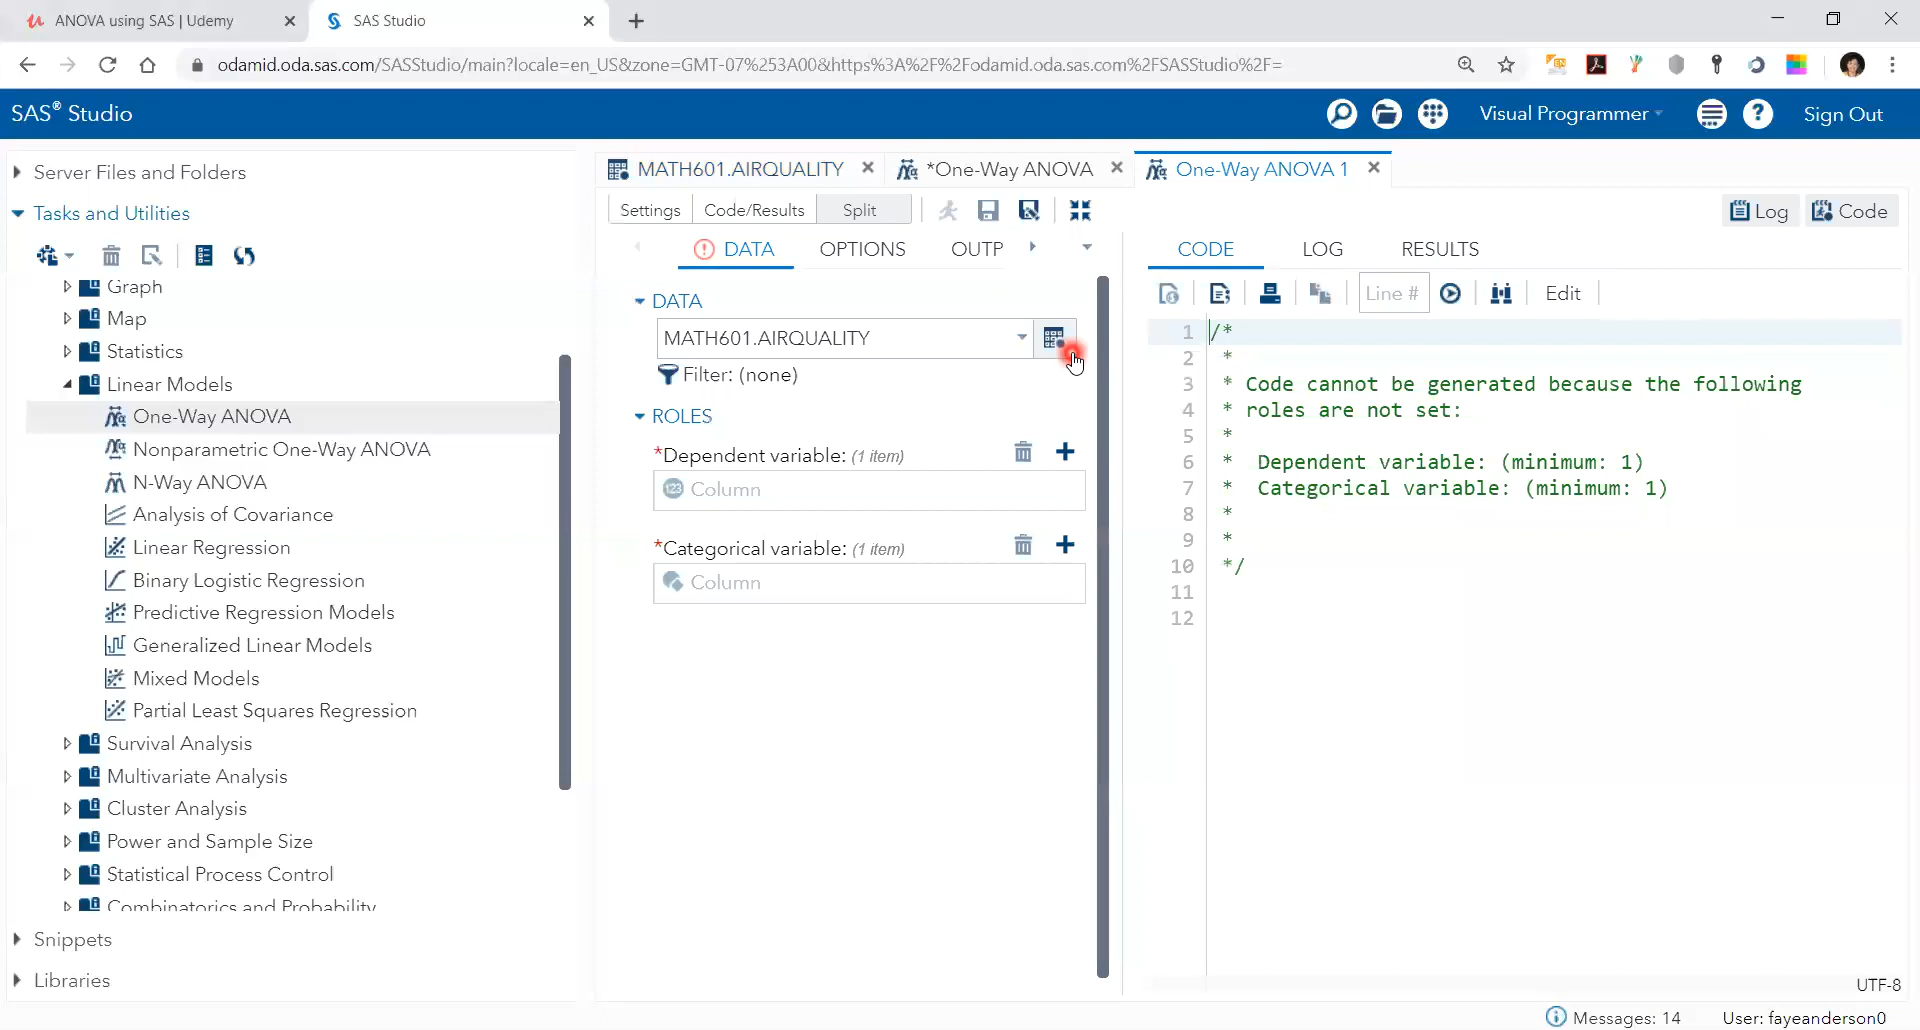 ANOVA using SAS | Udemy
SAS Studio
odamid.oda.sas.com/SASStudio/main?locale=en_US&zone=GMT-07%253A00&https%3A%2F%2Fodamid.oda.sas.com%2FSASStudio%2F=
SAS® Studio
Visual Programmer
Sign Out
Server Files and Folders
Tasks and Utilities
Graph
Map
Statistics
Linear Models
One-Way ANOVA
Nonparametric One-Way ANOVA
N-Way ANOVA
Analysis of Covariance
Linear Regression
Binary Logistic Regression
Predictive Regression Models
Generalized Linear Models
Mixed Models
Partial Least Squares Regression
Survival Analysis
Multivariate Analysis
Cluster Analysis
Power and Sample Size
Statistical Process Control
Combinatorics and Probability
Snippets
Libraries
MATH601.AIRQUALITY
*One-Way ANOVA
One-Way ANOVA 1
Settings
Code/Results
Split
Log
Code
DATA
OPTIONS
OUTP
DATA
MATH601.AIRQUALITY
Filter: (none)
ROLES
*Dependent variable: (1 item)
123 Column
*Categorical variable: (1 item)
Column
CODE
LOG
RESULTS
Line #
Edit
1 /*
2 *
3 * Code cannot be generated because the following
4 * roles are not set:
5 *
6 * Dependent variable: (minimum: 1)
7 * Categorical variable: (minimum: 1)
8 *
9 *
10 */
11
12
UTF-8
Messages: 14
User: fayeanderson0